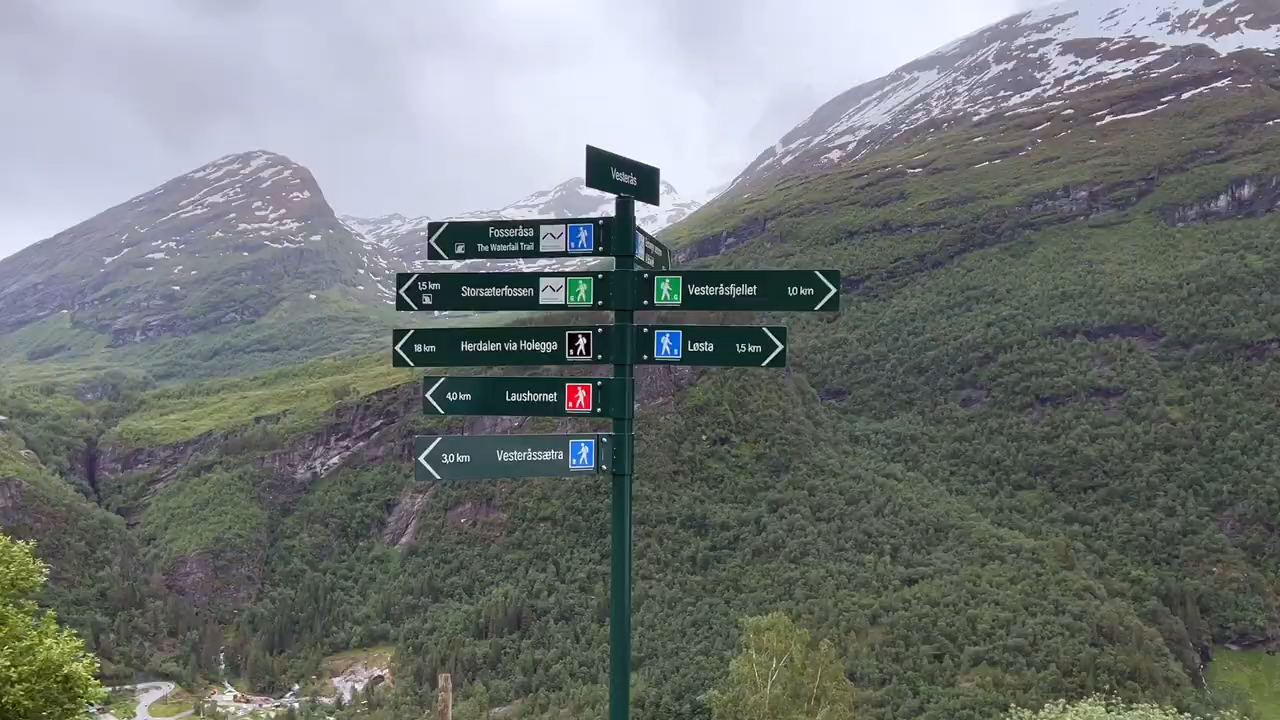 Vesterås
Fosseråsa
The Waterfall Trail
1,5 km Storsæterfossen
Vesteråsfjellet 1,0 km
18 km Herdalen via Holegga
Løsta 1,5 km
4,0 km Laushornet
3,0 km Vesteråssætra